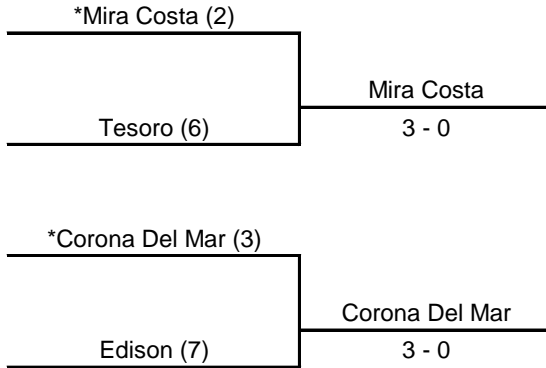 *Mira Costa (2)
Mira Costa
Tesoro (6)
3 - 0
*Corona Del Mar (3)
Corona Del Mar
Edison (7)
3 - 0